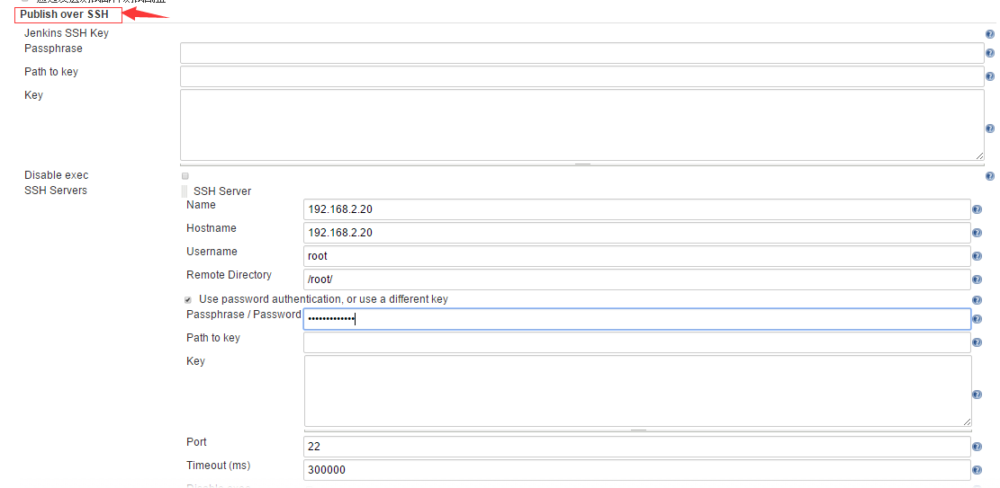 Publish over SSH
Jenkins SSH Key
Passphrase
Path to key
Key
Disable exec
SSH Servers
SSH Server
Name 192.168.2.20
Hostname 192.168.2.20
Username root
Remote Directory /root/
Use password authentication, or use a different key
Passphrase / Password •••••••••••••
Path to key
Key
Port 22
Timeout (ms) 300000